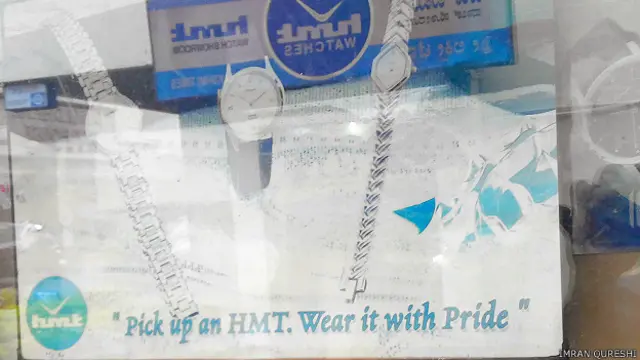 hmt
WATCH SHOWROOM
hmt
WATCHES
hmt
" Pick up an HMT. Wear it with Pride "
IMRAN QURESHI